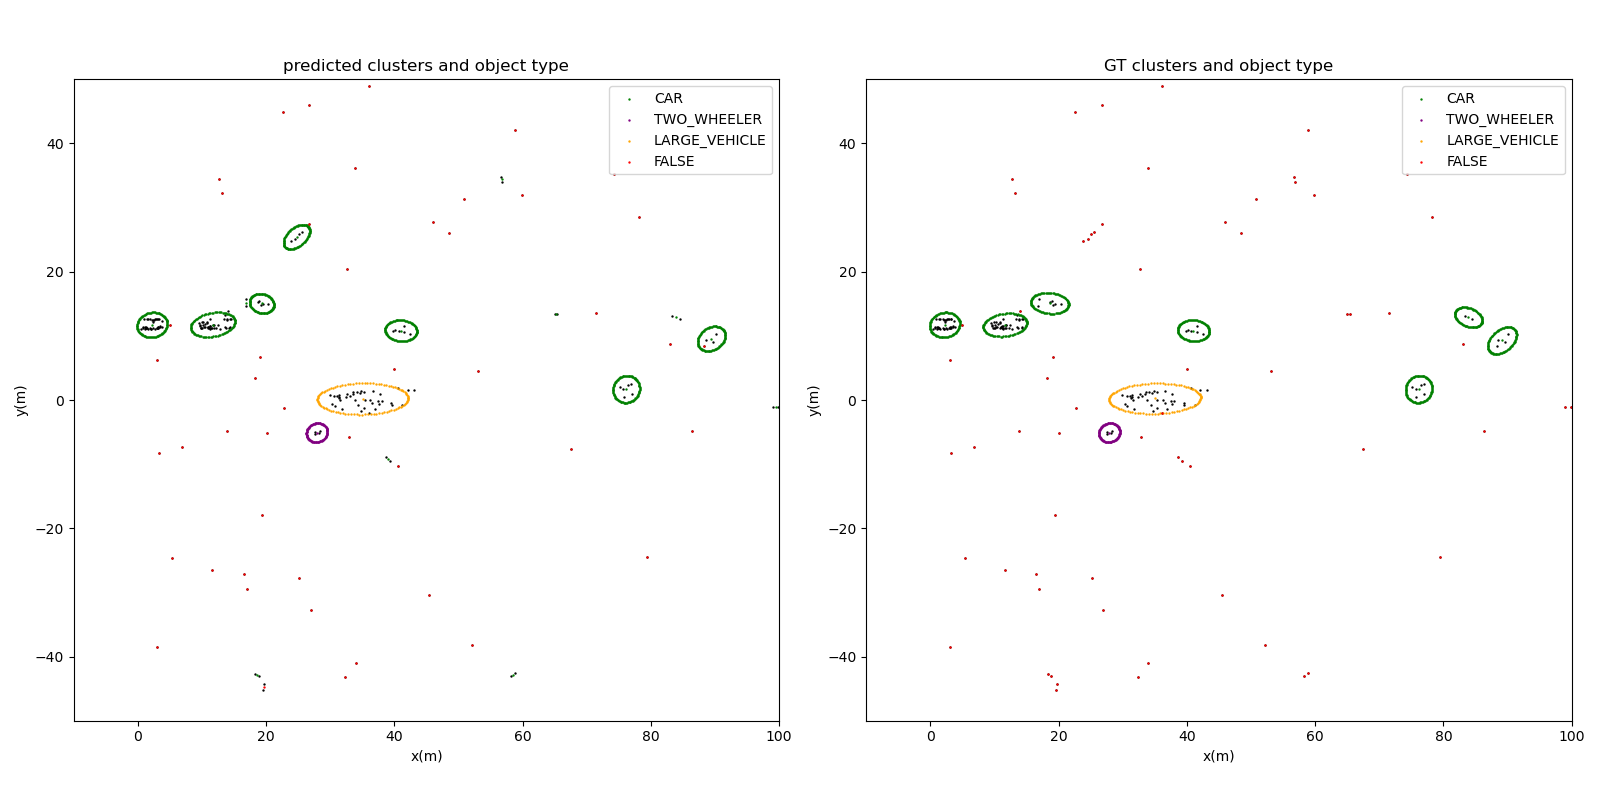 predicted clusters and object type
CAR
TWO_WHEELER
LARGE_VEHICLE
FALSE
40
20
0
−20
−40
y(m)
0
20
40
60
80
100
x(m)
GT clusters and object type
CAR
TWO_WHEELER
LARGE_VEHICLE
FALSE
40
20
0
−20
−40
y(m)
0
20
40
60
80
100
x(m)